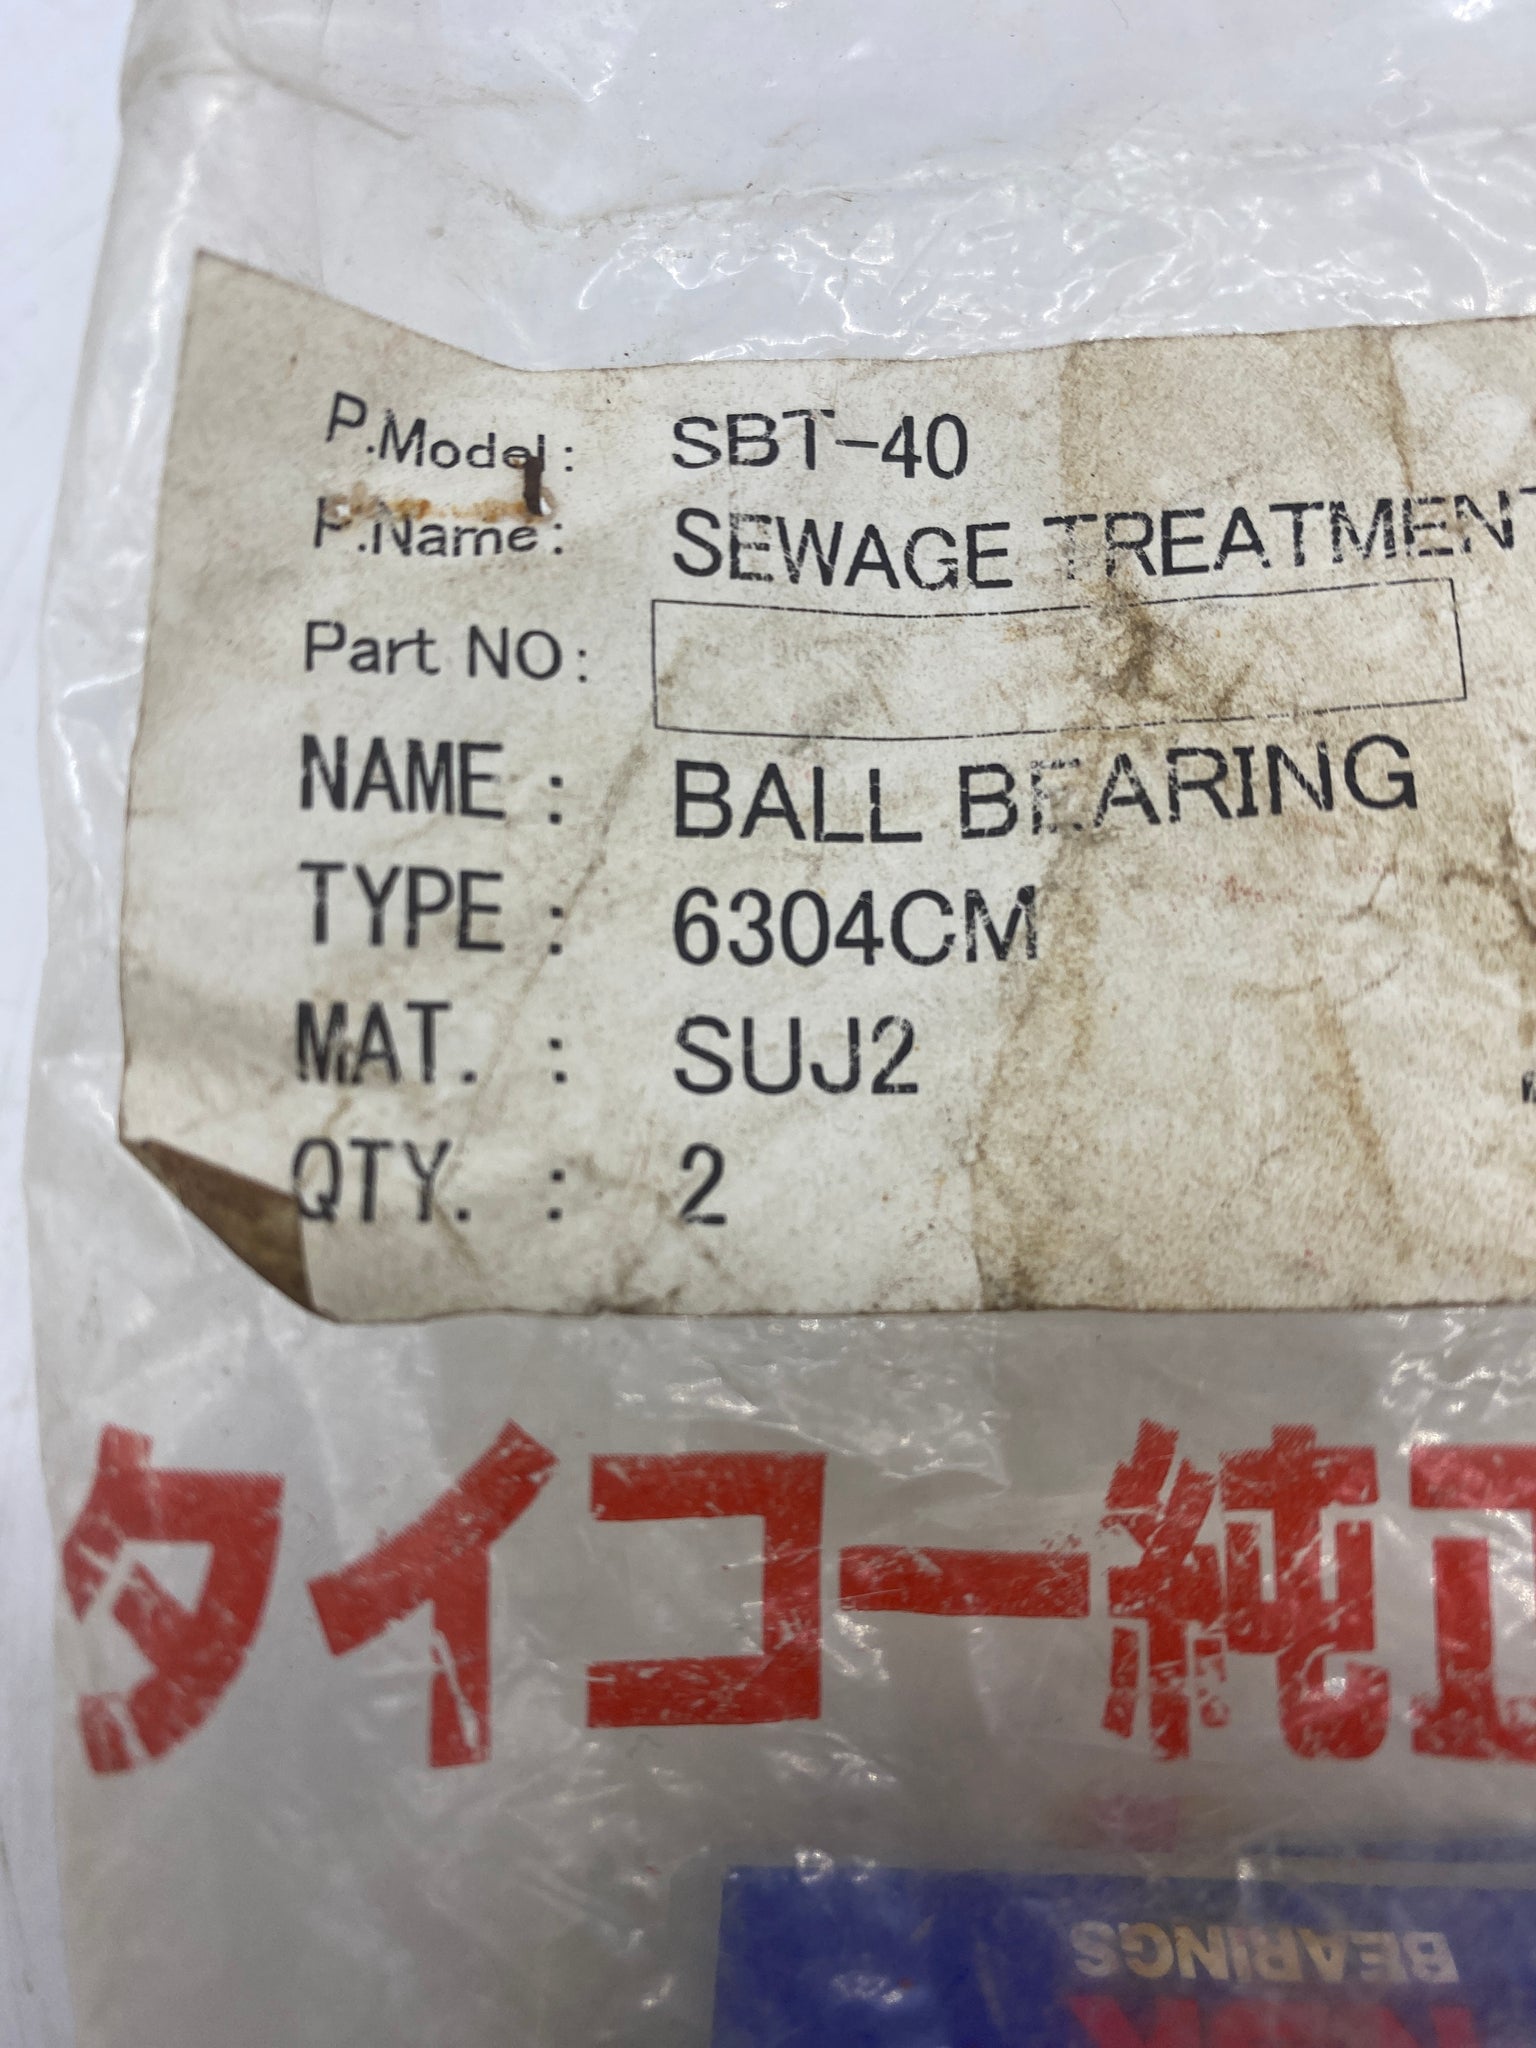 P.Model: SBT-40
P.Name: SEWAGE TREATMENT
Part NO:
NAME : BALL BEARING
TYPE : 6304CM
MAT. : SUJ2
QTY. : 2
タイコー純正
BEARINGS